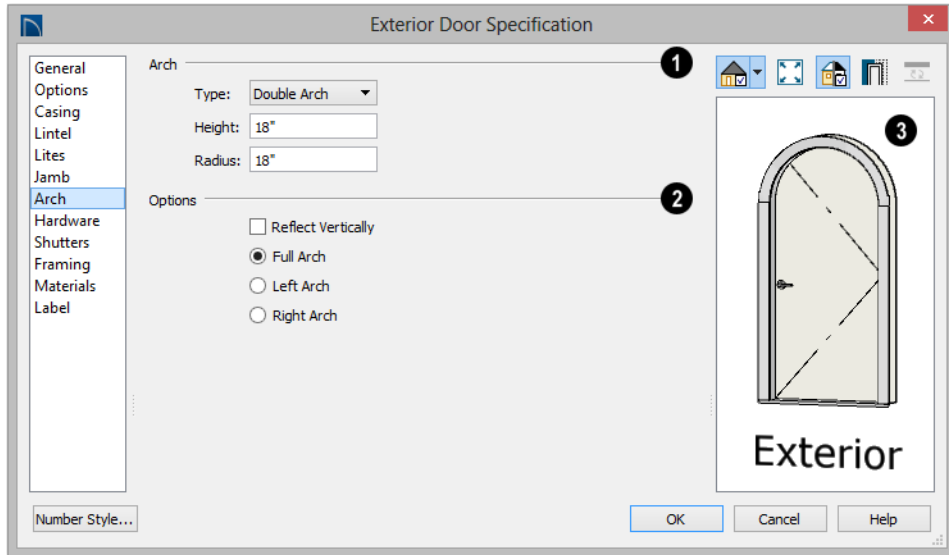 Exterior Door Specification
General
Options
Casing
Lintel
Lites
Jamb
Arch
Hardware
Shutters
Framing
Materials
Label
Arch
1
Type: Double Arch
Height: 18"
Radius: 18"
Options
2
Reflect Vertically
Full Arch
Left Arch
Right Arch
3
Exterior
Number Style...
OK
Cancel
Help